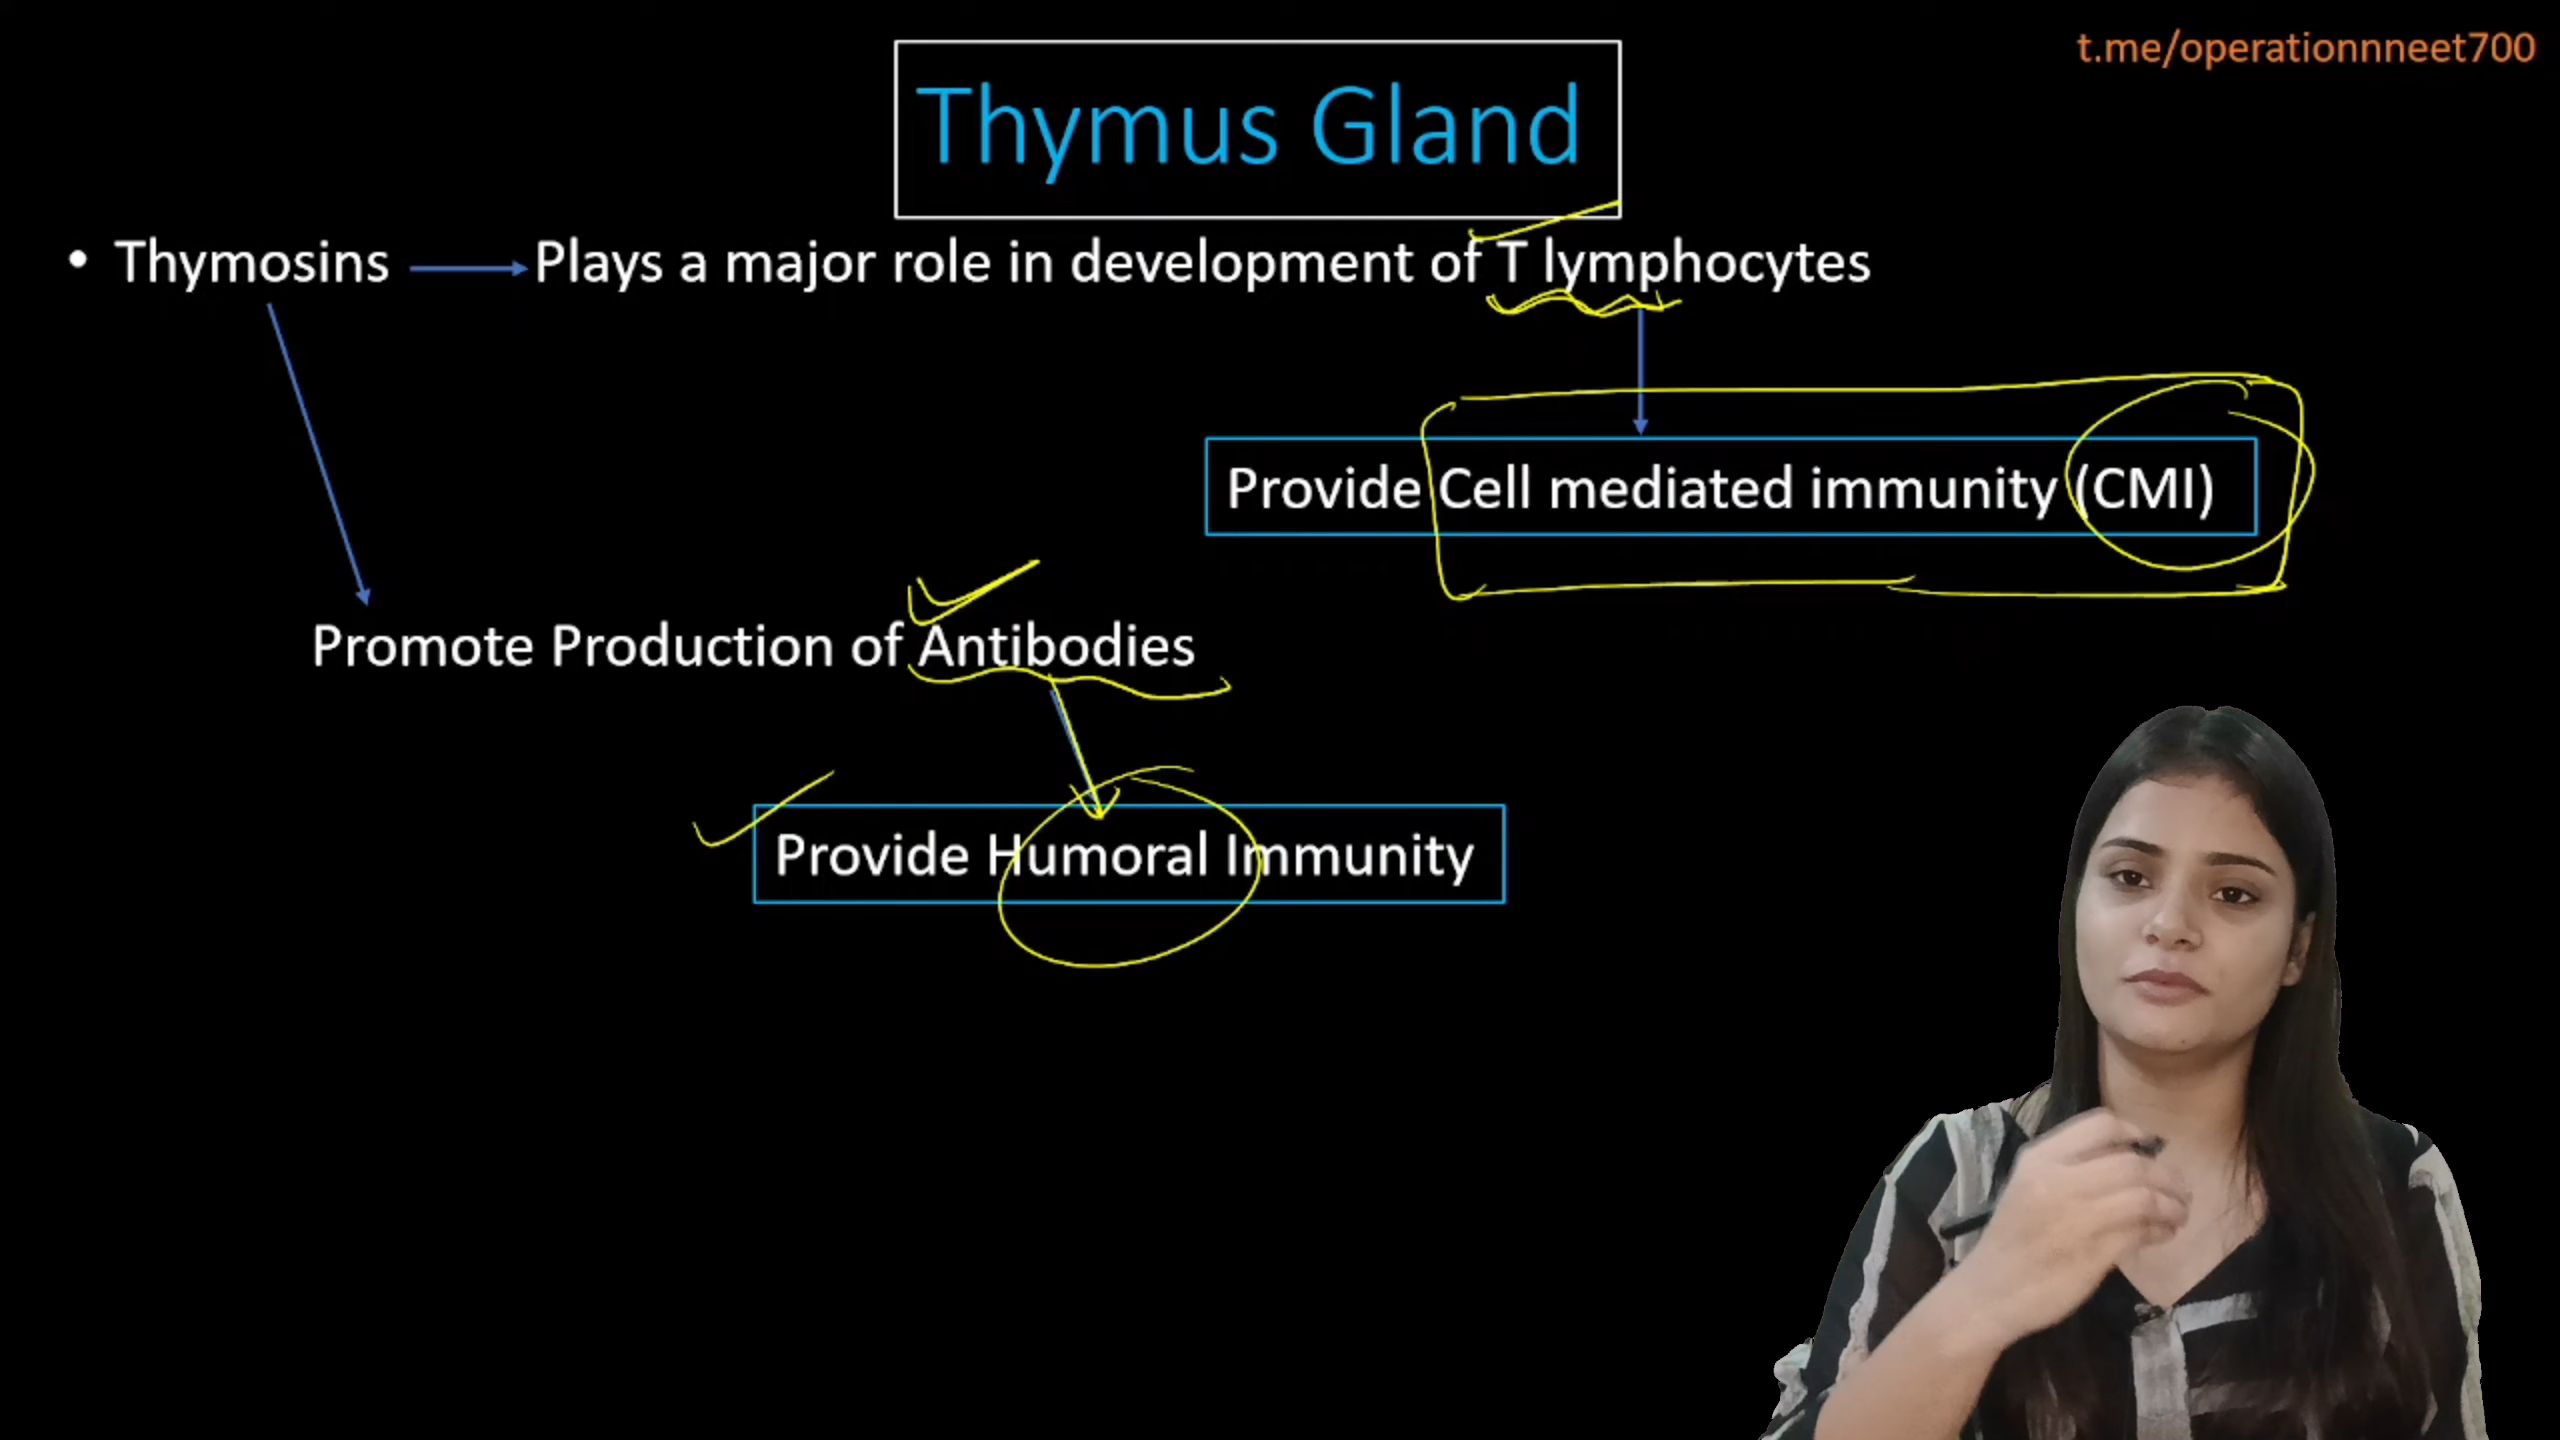 t.me/operationnneet700
Thymus Gland
• Thymosins Plays a major role in development of T lymphocytes
Provide Cell mediated immunity (CMI)
Promote Production of Antibodies
Provide Humoral Immunity